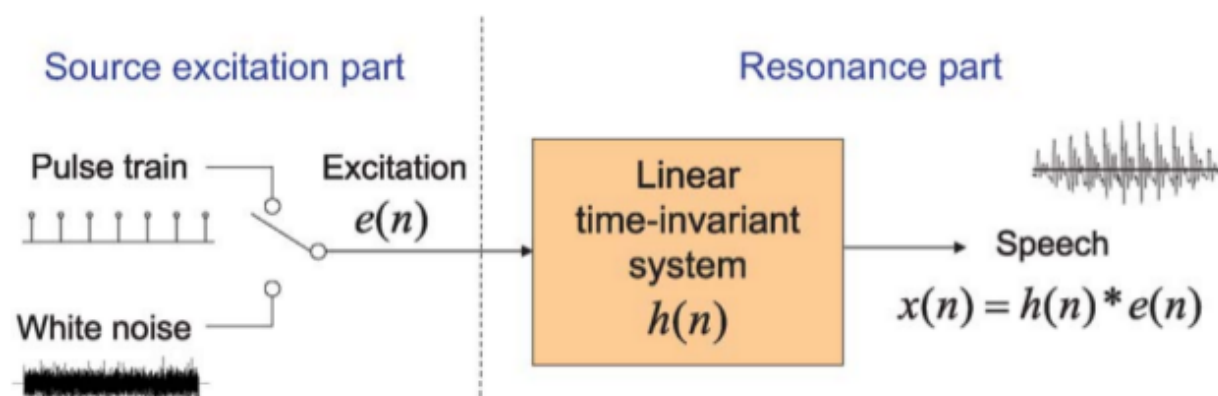 Source excitation part
Resonance part
Pulse train
Excitation
e(n)
White noise
Linear
time-invariant
system
h(n)
Speech
x(n) = h(n) * e(n)